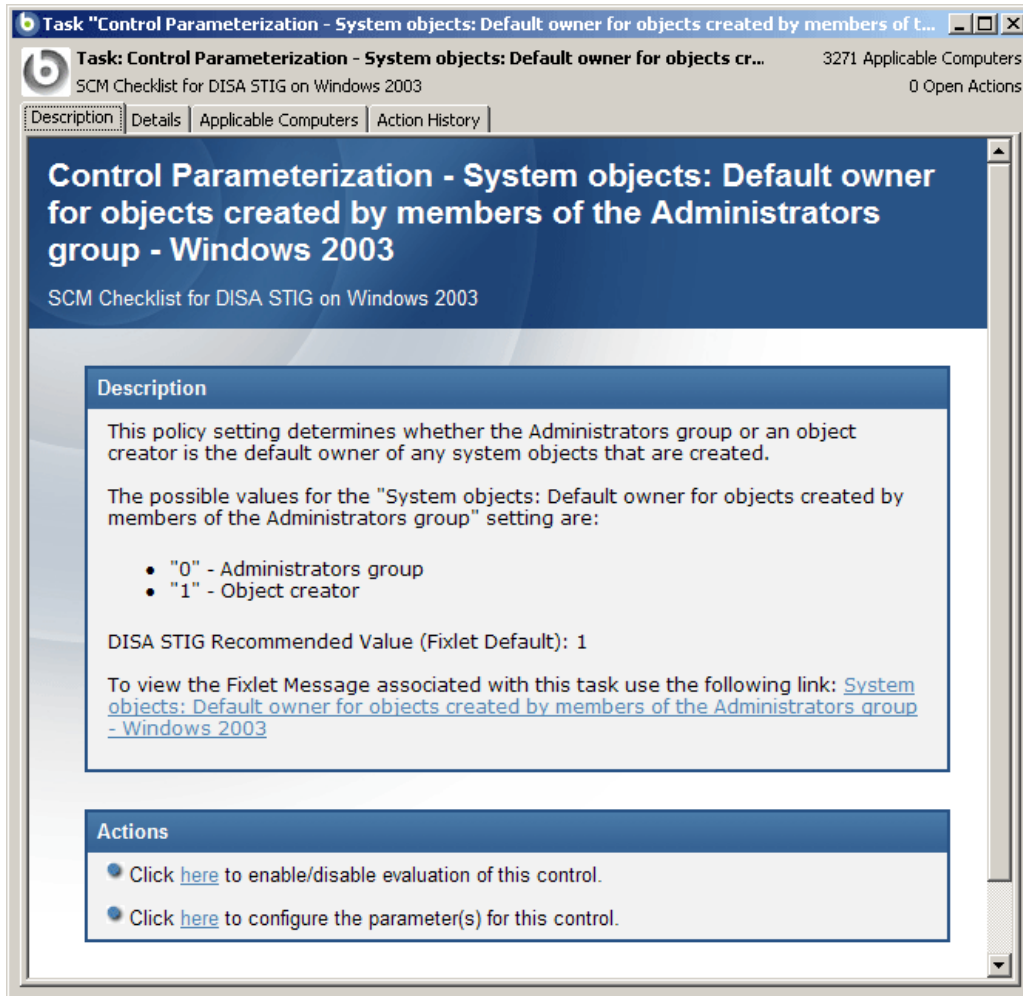 Task "Control Parameterization - System objects: Default owner for objects created by members of t...
Task: Control Parameterization - System objects: Default owner for objects cr...
3271 Applicable Computers
SCM Checklist for DISA STIG on Windows 2003
0 Open Actions
Description
Details
Applicable Computers
Action History
Control Parameterization - System objects: Default owner
for objects created by members of the Administrators
group - Windows 2003
SCM Checklist for DISA STIG on Windows 2003
Description
This policy setting determines whether the Administrators group or an object
creator is the default owner of any system objects that are created.
The possible values for the "System objects: Default owner for objects created by
members of the Administrators group" setting are:
• "0" - Administrators group
• "1" - Object creator
DISA STIG Recommended Value (Fixlet Default): 1
To view the Fixlet Message associated with this task use the following link: System
objects: Default owner for objects created by members of the Administrators group
- Windows 2003
Actions
Click here to enable/disable evaluation of this control.
Click here to configure the parameter(s) for this control.